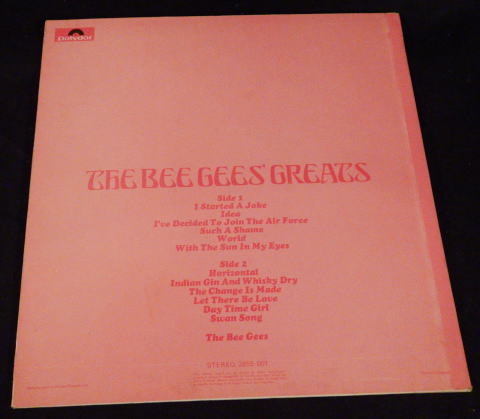 Polydor
THE BEE GEES' GREATS
Side 1
I Started A Joke
Idea
I've Decided To Join The Air Force
Such A Shame
World
With The Sun In My Eyes
Side 2
Horizontal
Indian Gin And Whisky Dry
The Change Is Made
Let There Be Love
Day Time Girl
Swan Song
The Bee Gees
STEREO 2855 001